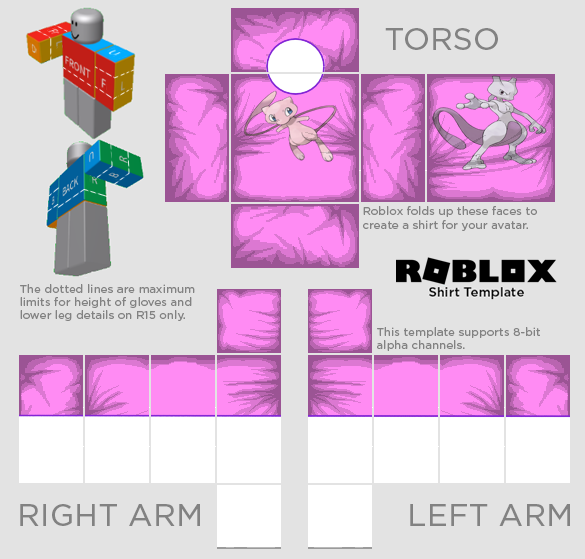 TORSO
FRONT
F
L
U
R
D
U
R
B
BACK
R
B
Roblox folds up these faces to
create a shirt for your avatar.
ROBLOX
Shirt Template
The dotted lines are maximum
limits for height of gloves and
lower leg details on R15 only.
This template supports 8-bit
alpha channels.
RIGHT ARM
LEFT ARM